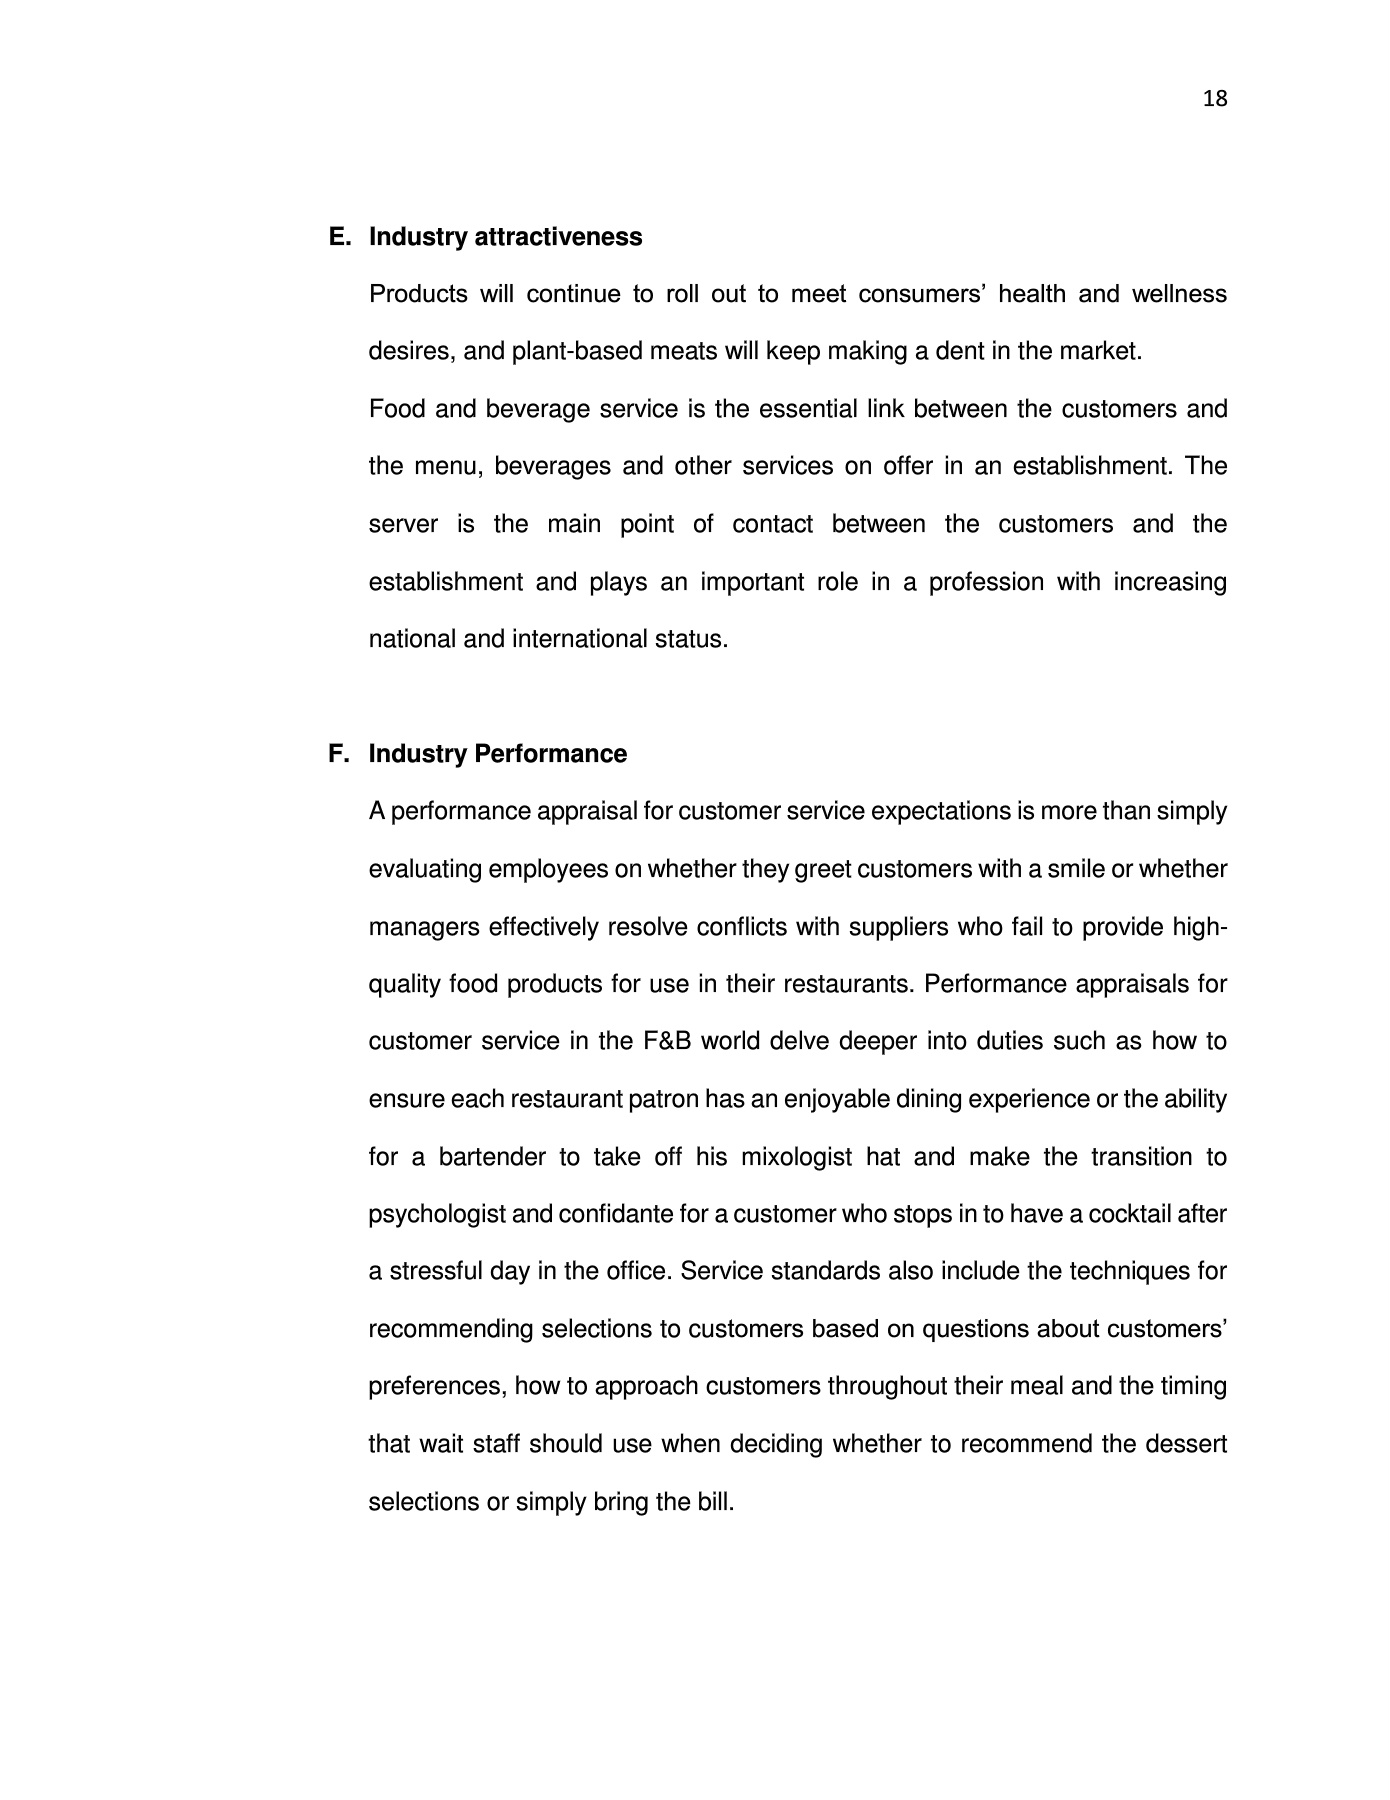 18
E. Industry attractiveness
Products will continue to roll out to meet consumers’ health and wellness
desires, and plant-based meats will keep making a dent in the market.
Food and beverage service is the essential link between the customers and
the menu, beverages and other services on offer in an establishment. The
server is the main point of contact between the customers and the
establishment and plays an important role in a profession with increasing
national and international status.
F. Industry Performance
A performance appraisal for customer service expectations is more than simply
evaluating employees on whether they greet customers with a smile or whether
managers effectively resolve conflicts with suppliers who fail to provide high-
quality food products for use in their restaurants. Performance appraisals for
customer service in the F&B world delve deeper into duties such as how to
ensure each restaurant patron has an enjoyable dining experience or the ability
for a bartender to take off his mixologist hat and make the transition to
psychologist and confidante for a customer who stops in to have a cocktail after
a stressful day in the office. Service standards also include the techniques for
recommending selections to customers based on questions about customers’
preferences, how to approach customers throughout their meal and the timing
that wait staff should use when deciding whether to recommend the dessert
selections or simply bring the bill.